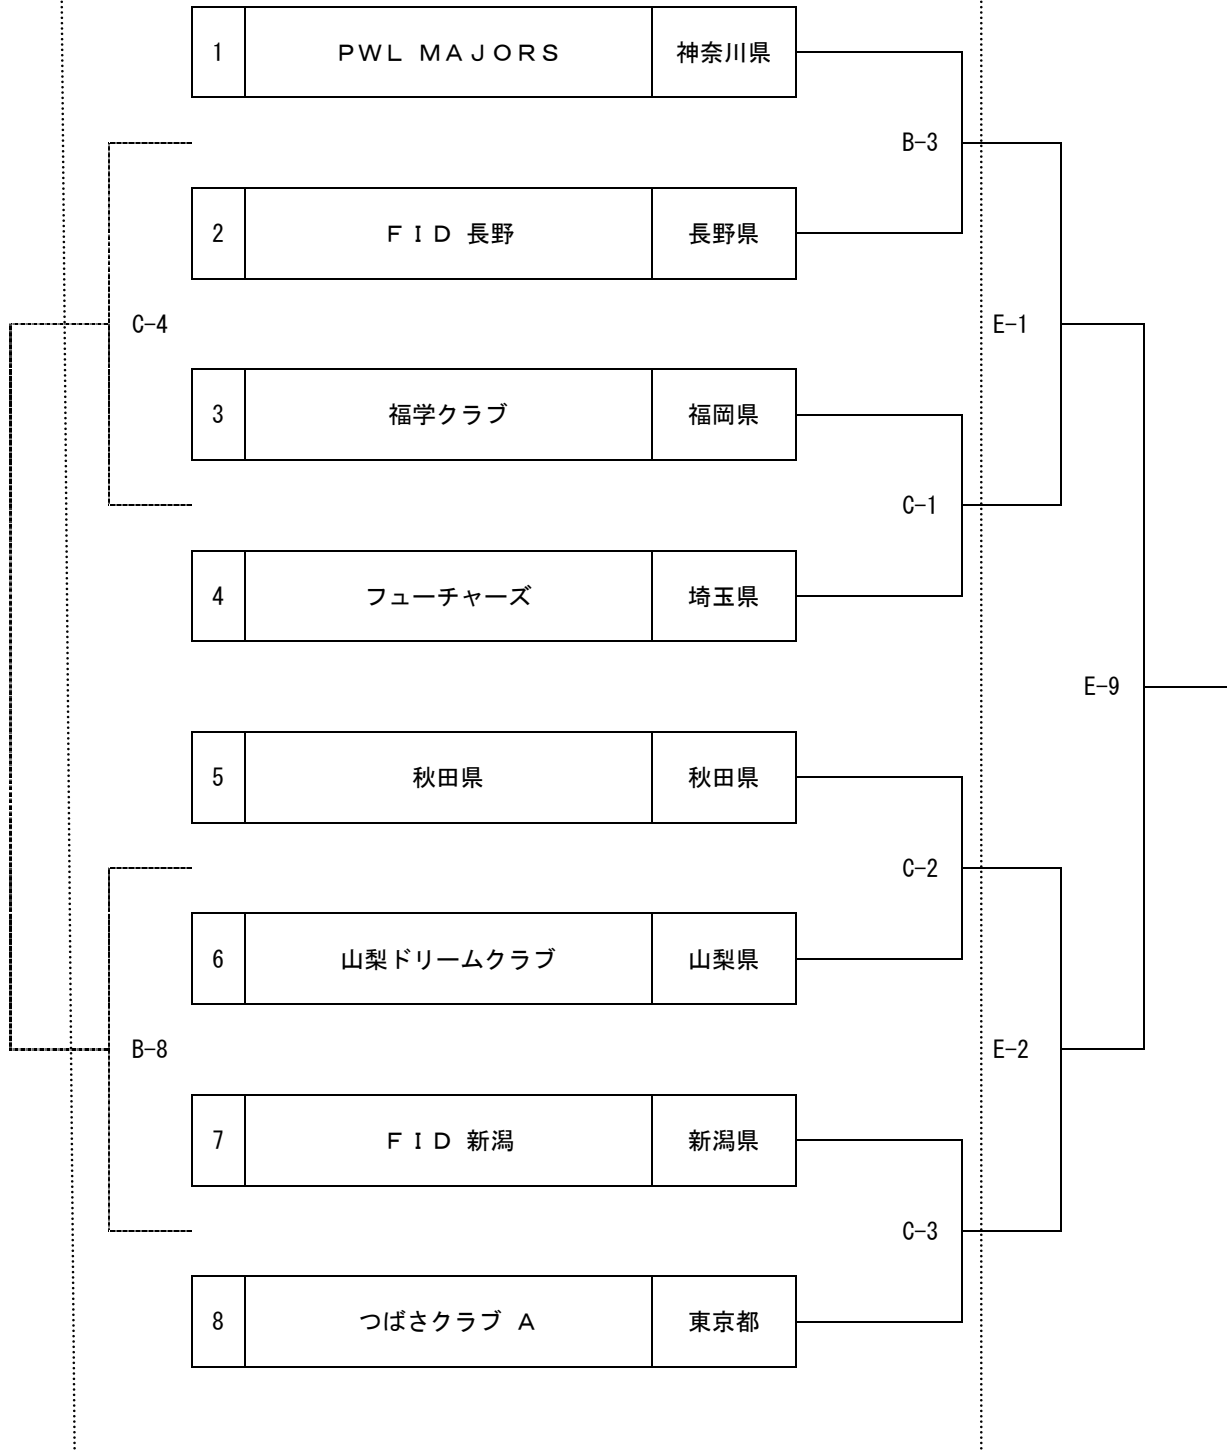 1 ＰＷＬ ＭＡＪＯＲＳ 神奈川県
B-3
2 ＦＩＤ 長野 長野県
C-4 E-1
3 福学クラブ 福岡県
C-1
4 フューチャーズ 埼玉県
E-9
5 秋田県 秋田県
C-2
6 山梨ドリームクラブ 山梨県
B-8 E-2
7 ＦＩＤ 新潟 新潟県
C-3
8 つばさクラブ Ａ 東京都